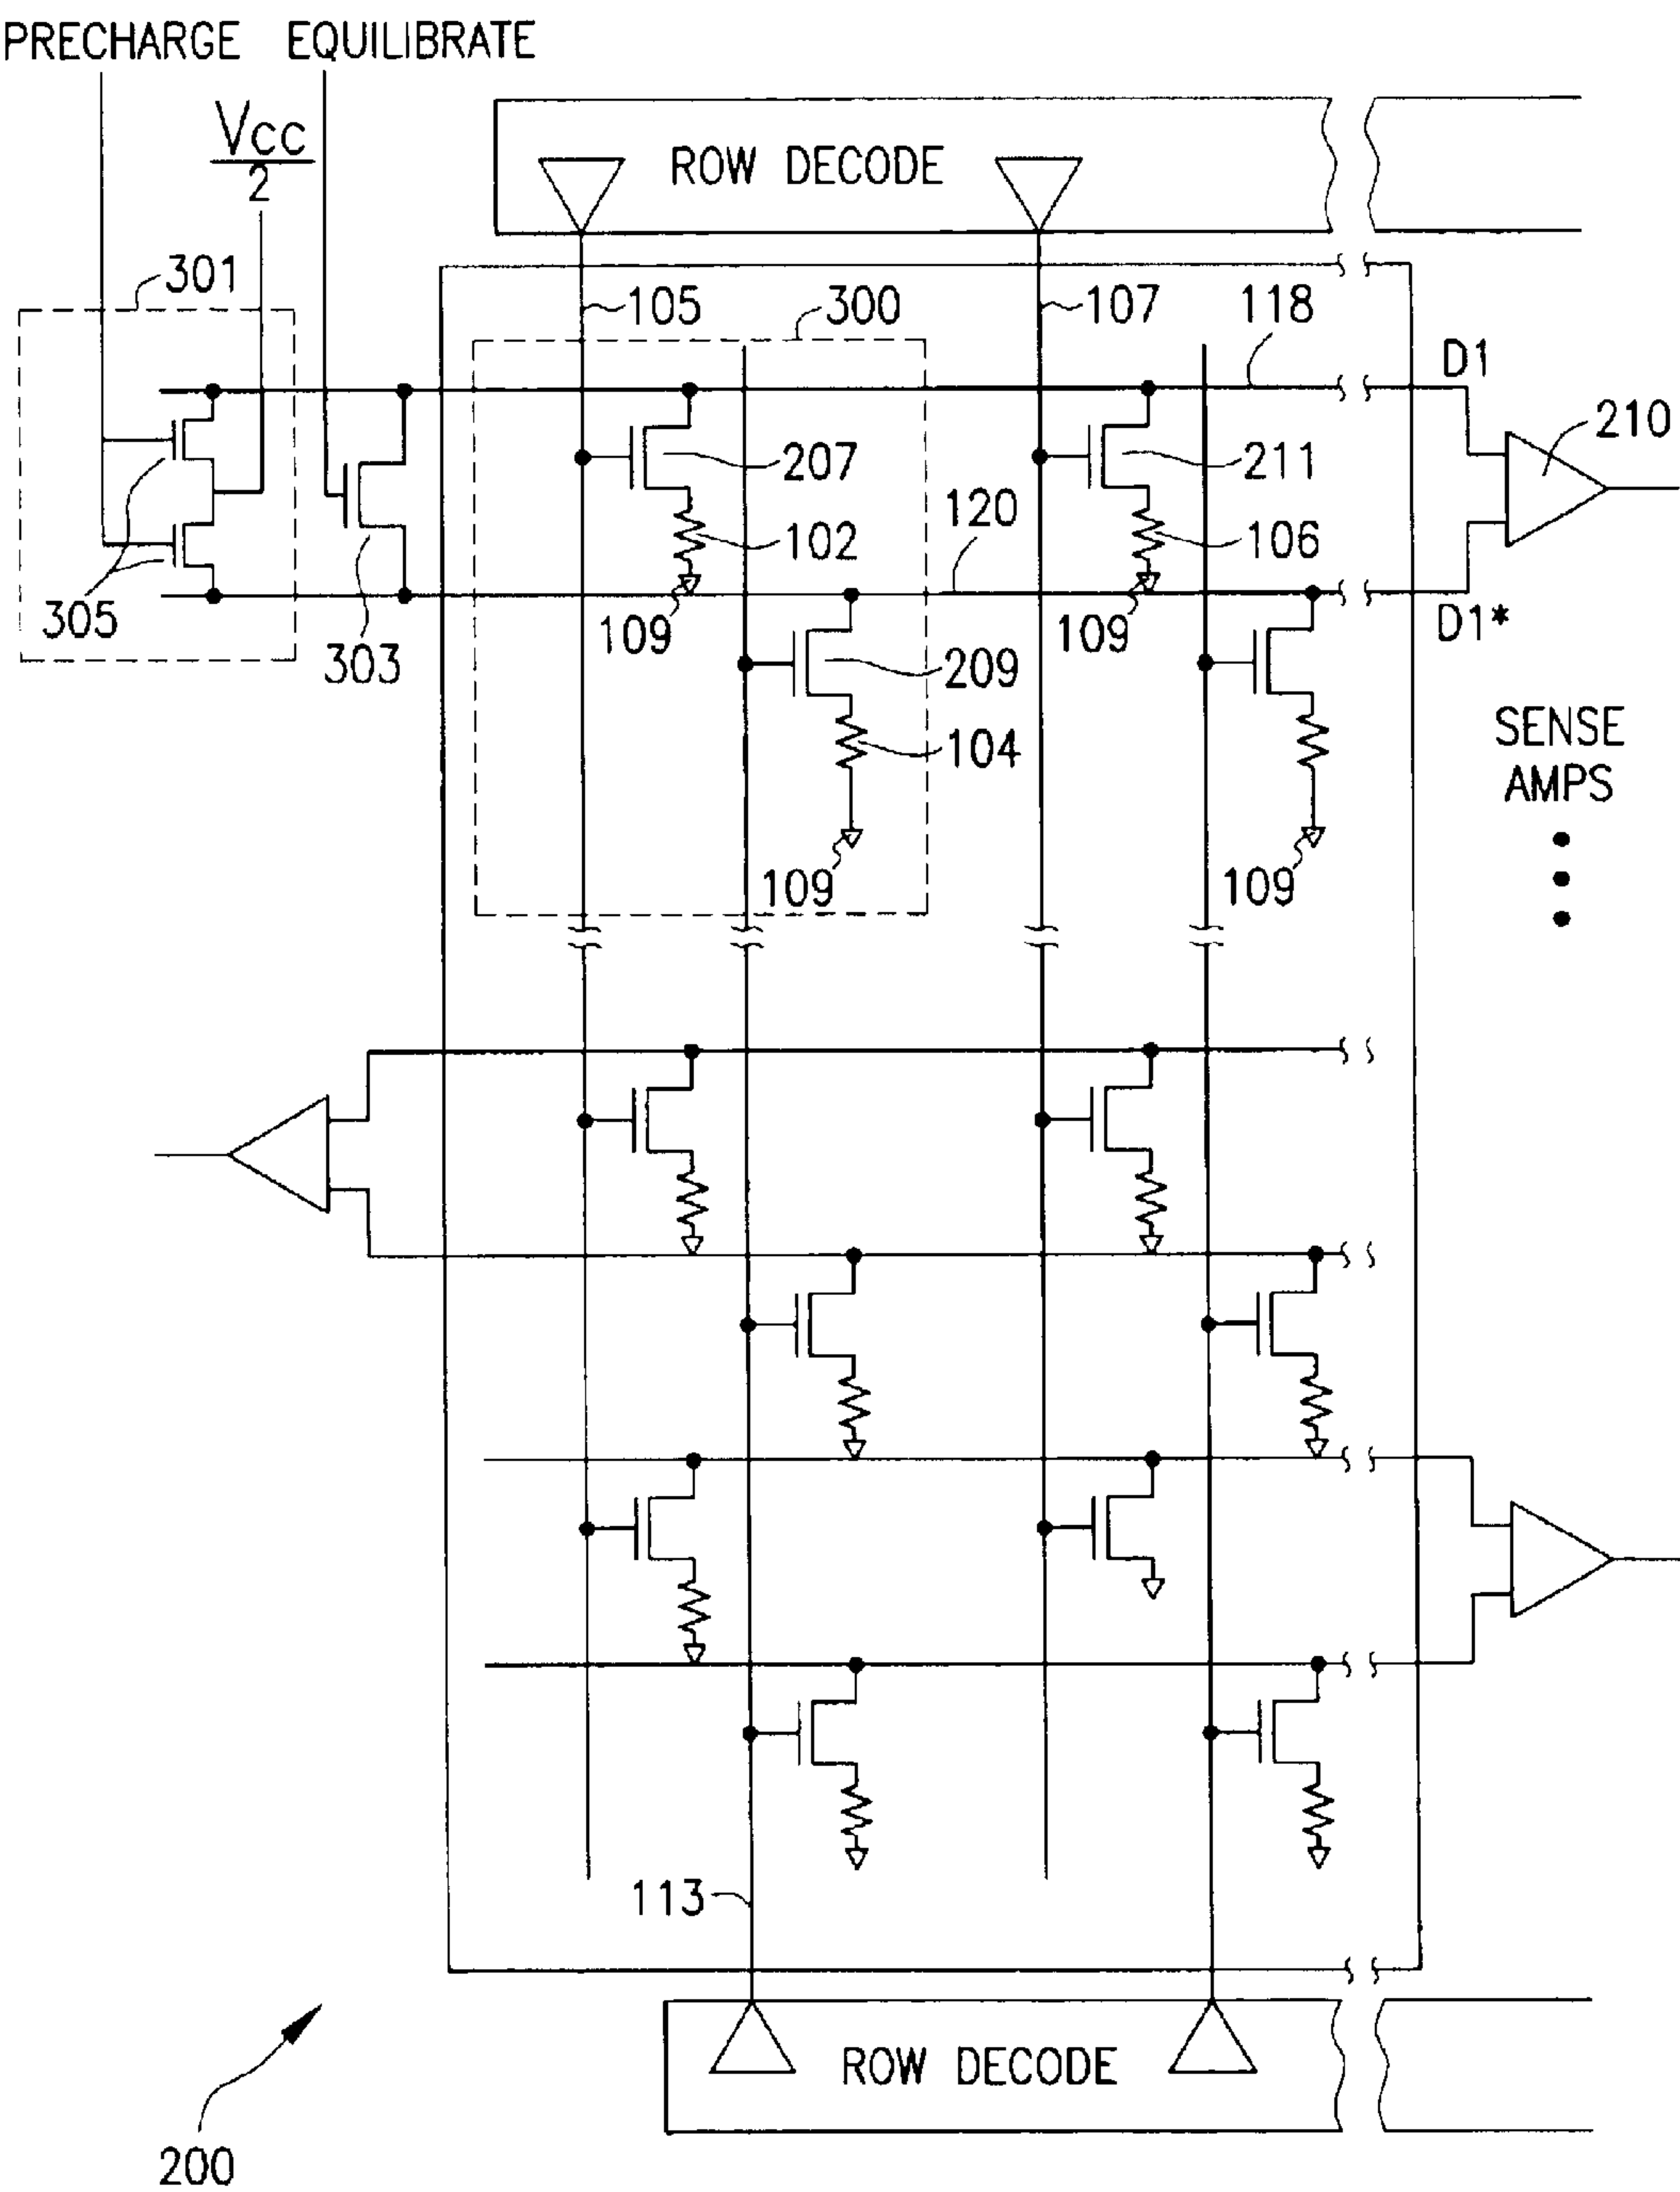 PRECHARGE EQUILIBRATE
Vcc
2
ROW DECODE
301
105
300
107
118
D1
210
207
211
102
120
106
305
303
109
109
D1*
209
104
SENSE
AMPS
109
109
113
ROW DECODE
200